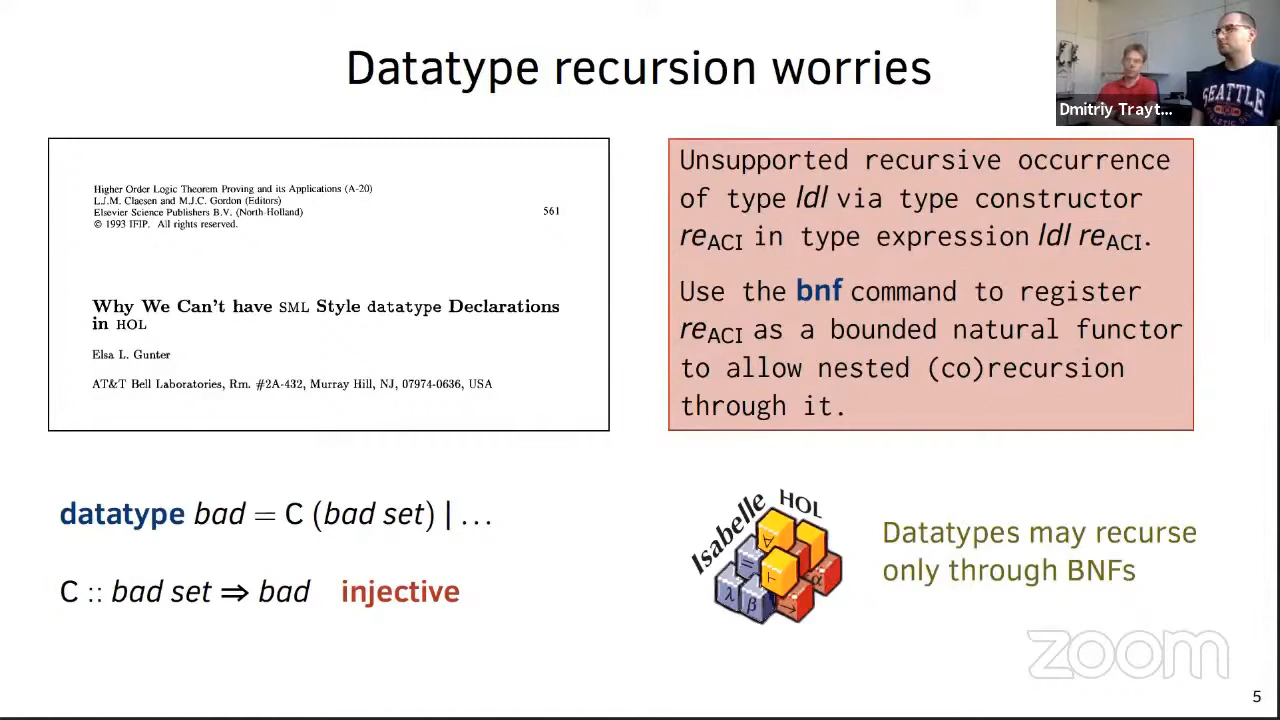 Datatype recursion worries
Dmitriy Trayt...
SEATTLE
Higher Order Logic Theorem Proving and its Applications (A-20)
L.J.M. Claesen and M.J.C. Gordon (Editors)
Elsevier Science Publishers B.V. (North-Holland)
© 1993 IFIP. All rights reserved.
561
Why We Can't have SML Style datatype Declarations
in HOL
Elsa L. Gunter
AT&T Bell Laboratories, Rm. #2A-432, Murray Hill, NJ, 07974-0636, USA
Unsupported recursive occurrence
of type ldl via type constructor
re_ACI in type expression ldl re_ACI.
Use the bnf command to register
re_ACI as a bounded natural functor
to allow nested (co)recursion
through it.
datatype bad = C (bad set) | ...
C :: bad set ⇒ bad injective
Isabelle HOL
∀
=
⊢
α
λ
β
→
Datatypes may recurse
only through BNFs
zoom
5